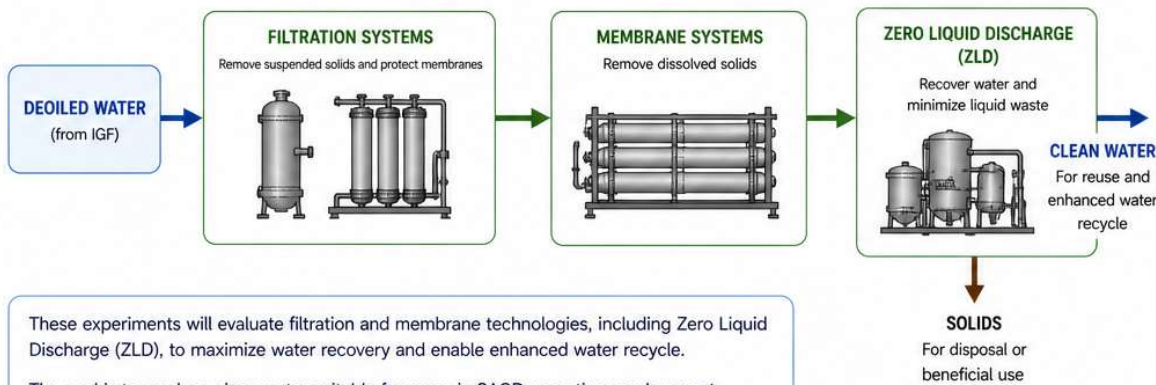 DEOILED WATER
(from IGF)
FILTRATION SYSTEMS
Remove suspended solids and protect membranes
MEMBRANE SYSTEMS
Remove dissolved solids
ZERO LIQUID DISCHARGE
(ZLD)
Recover water and
minimize liquid waste
CLEAN WATER
For reuse and
enhanced water
recycle
SOLIDS
For disposal or
beneficial use
These experiments will evaluate filtration and membrane technologies, including Zero Liquid
Discharge (ZLD), to maximize water recovery and enable enhanced water recycle.